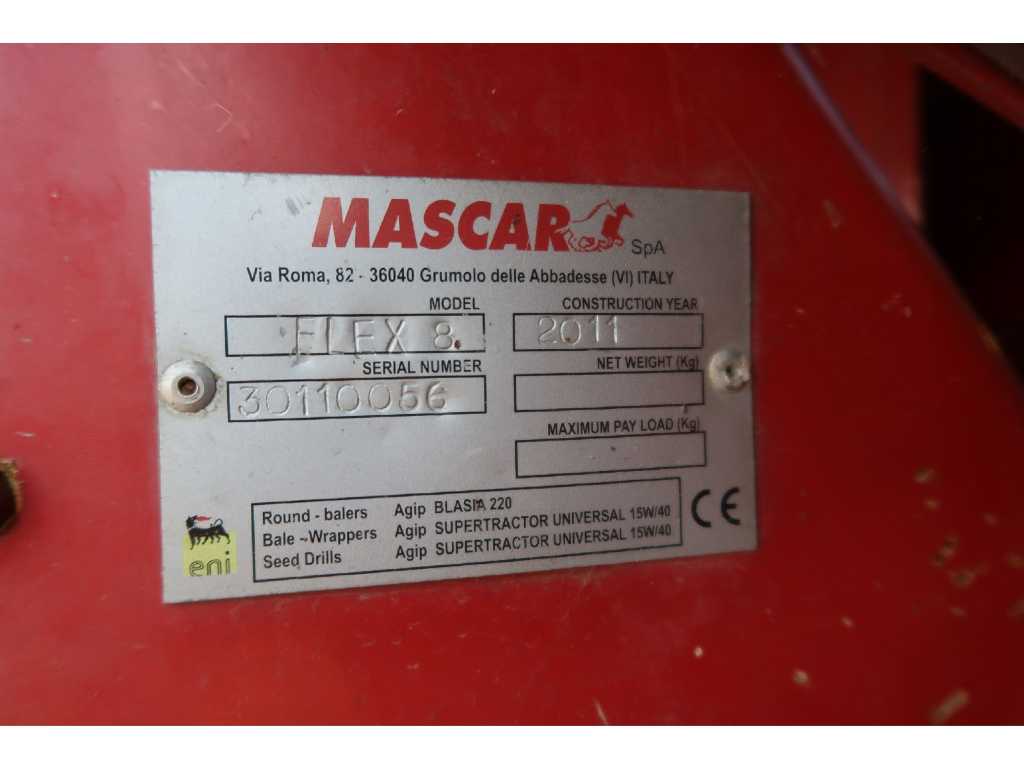 MASCAR SpA
Via Roma, 82 - 36040 Grumolo delle Abbadesse (VI) ITALY
MODEL
FLEX 8
SERIAL NUMBER
30110056
CONSTRUCTION YEAR
2011
NET WEIGHT (Kg)
MAXIMUM PAY LOAD (Kg)
Round - balers Agip BLASIA 220
Bale - Wrappers Agip SUPERTRACTOR UNIVERSAL 15W/40
Seed Drills Agip SUPERTRACTOR UNIVERSAL 15W/40
eni
CE